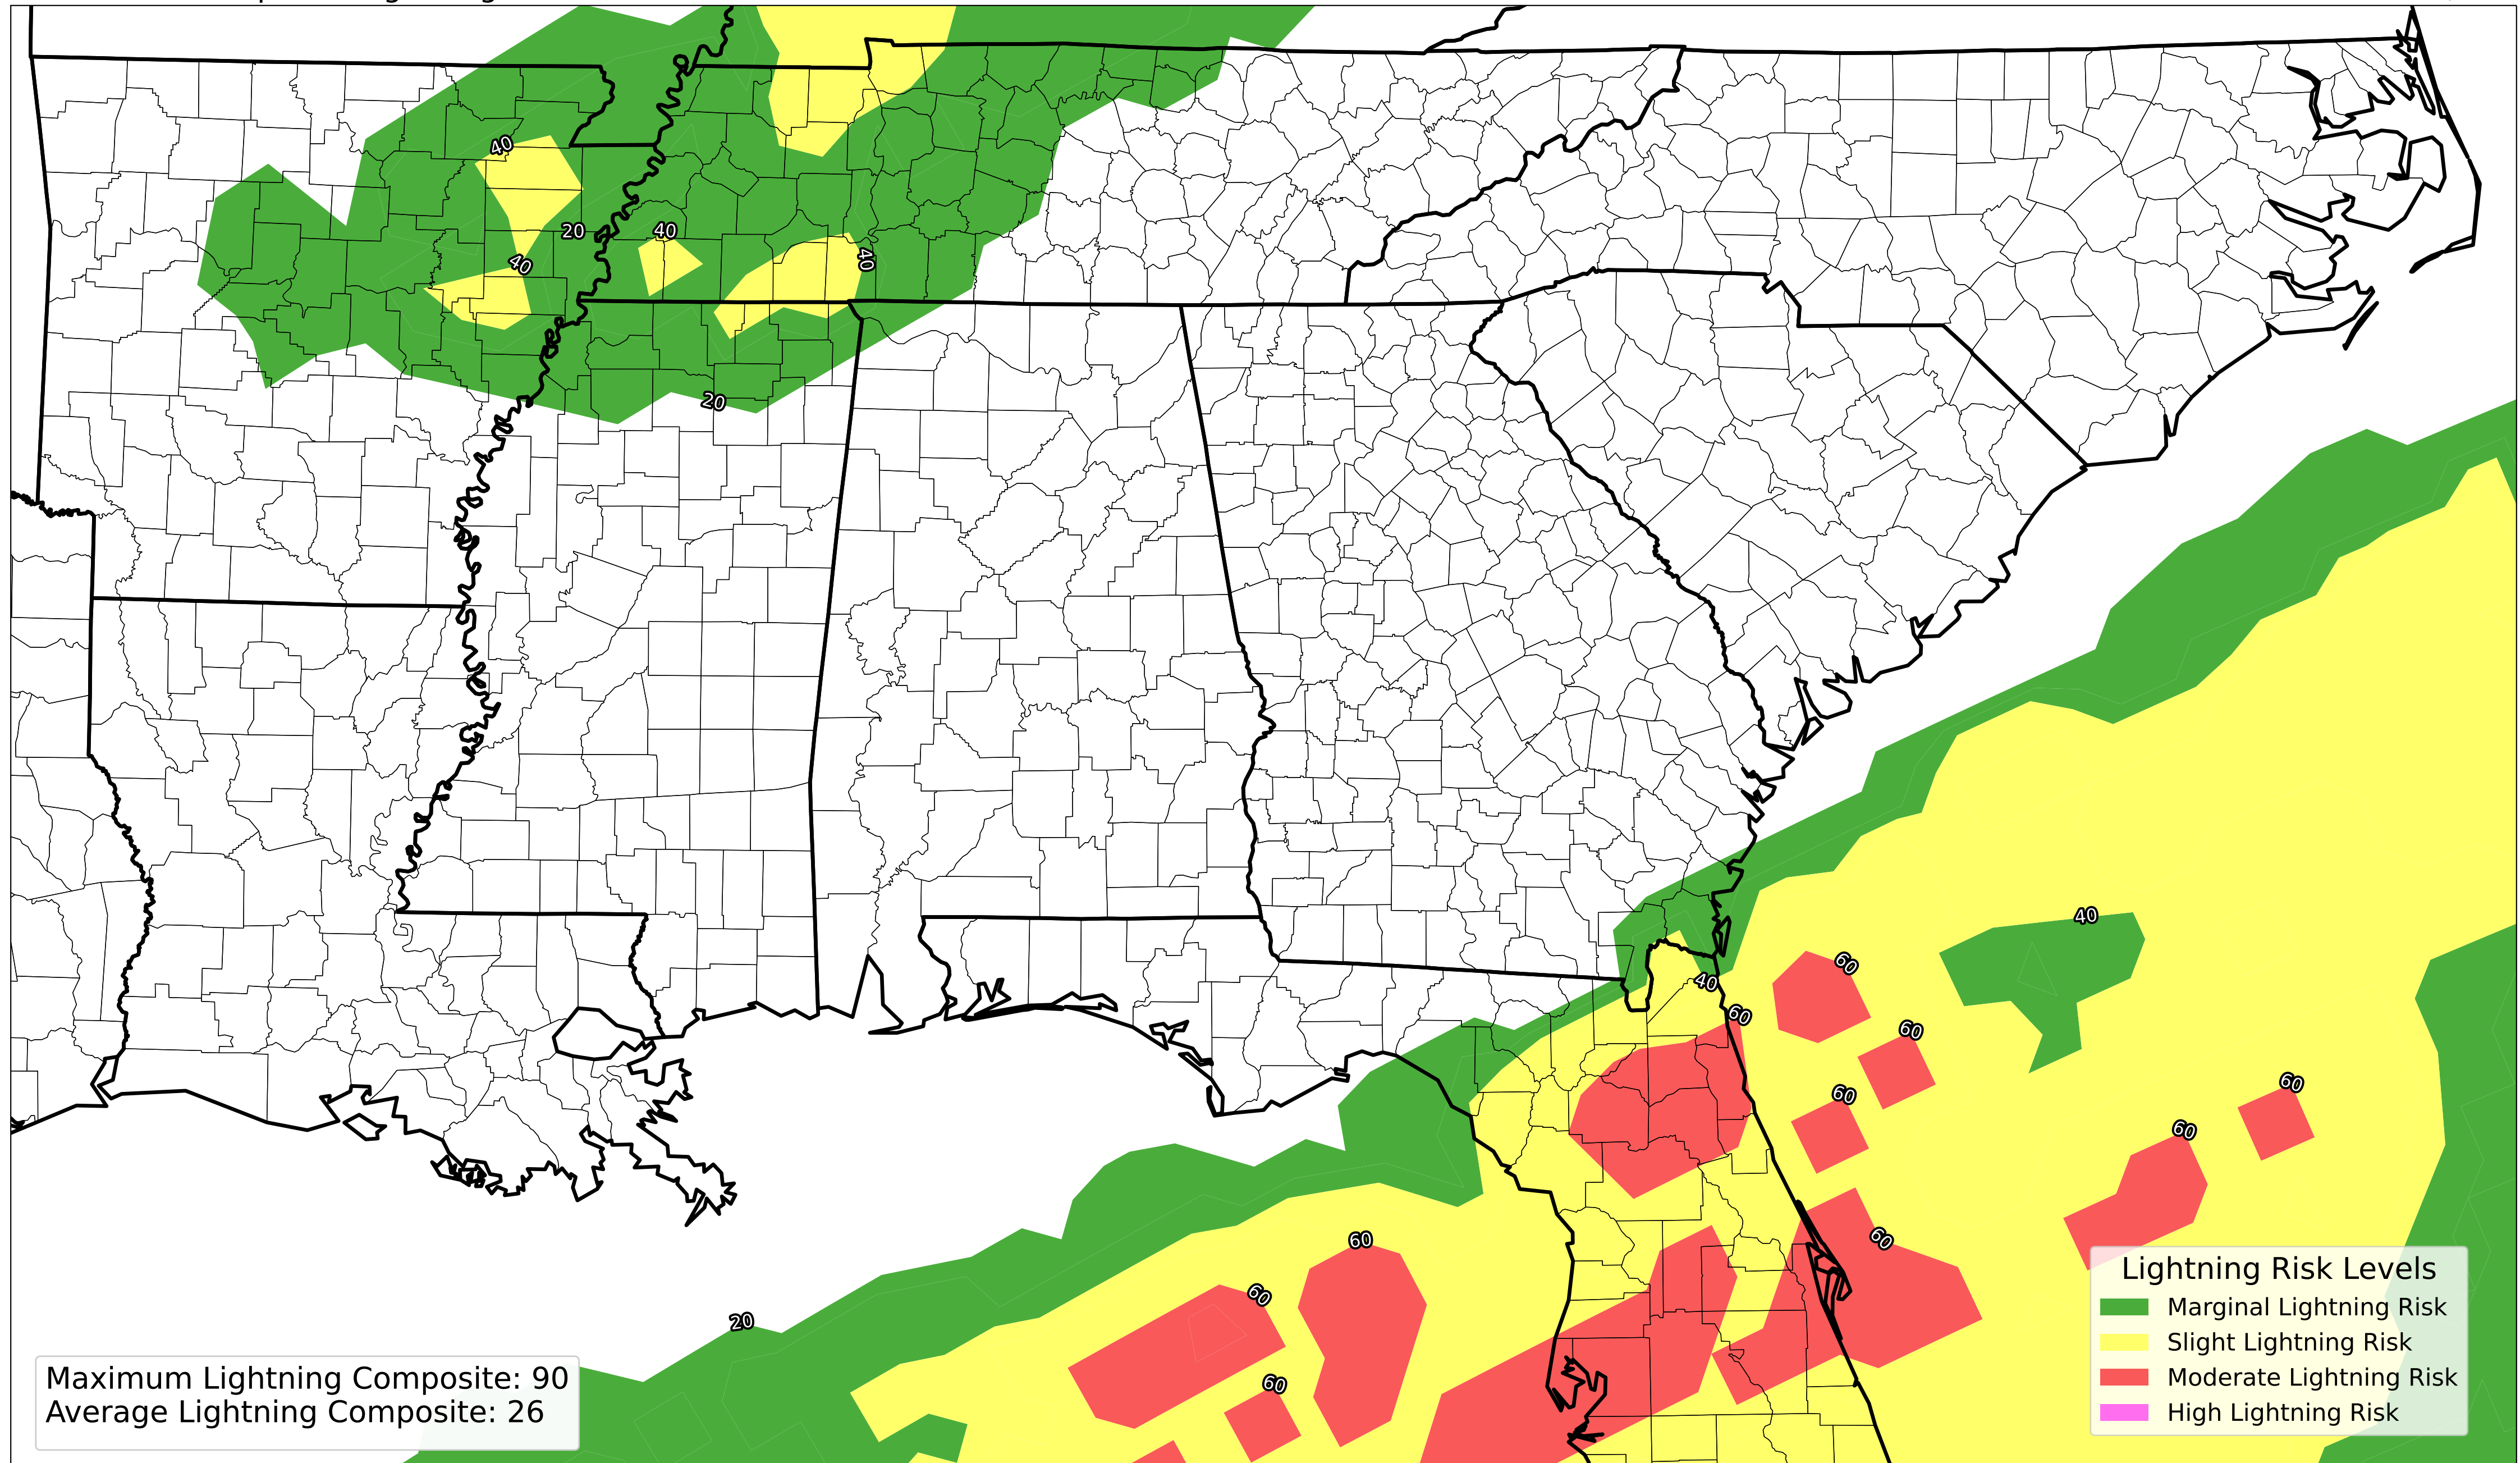 40
20
40
40
40
20
40
60
40
60
60
60
60
60
60
60
60
20
60
Lightning Risk Levels
Marginal Lightning Risk
Slight Lightning Risk
Moderate Lightning Risk
High Lightning Risk
Maximum Lightning Composite: 90
Average Lightning Composite: 26